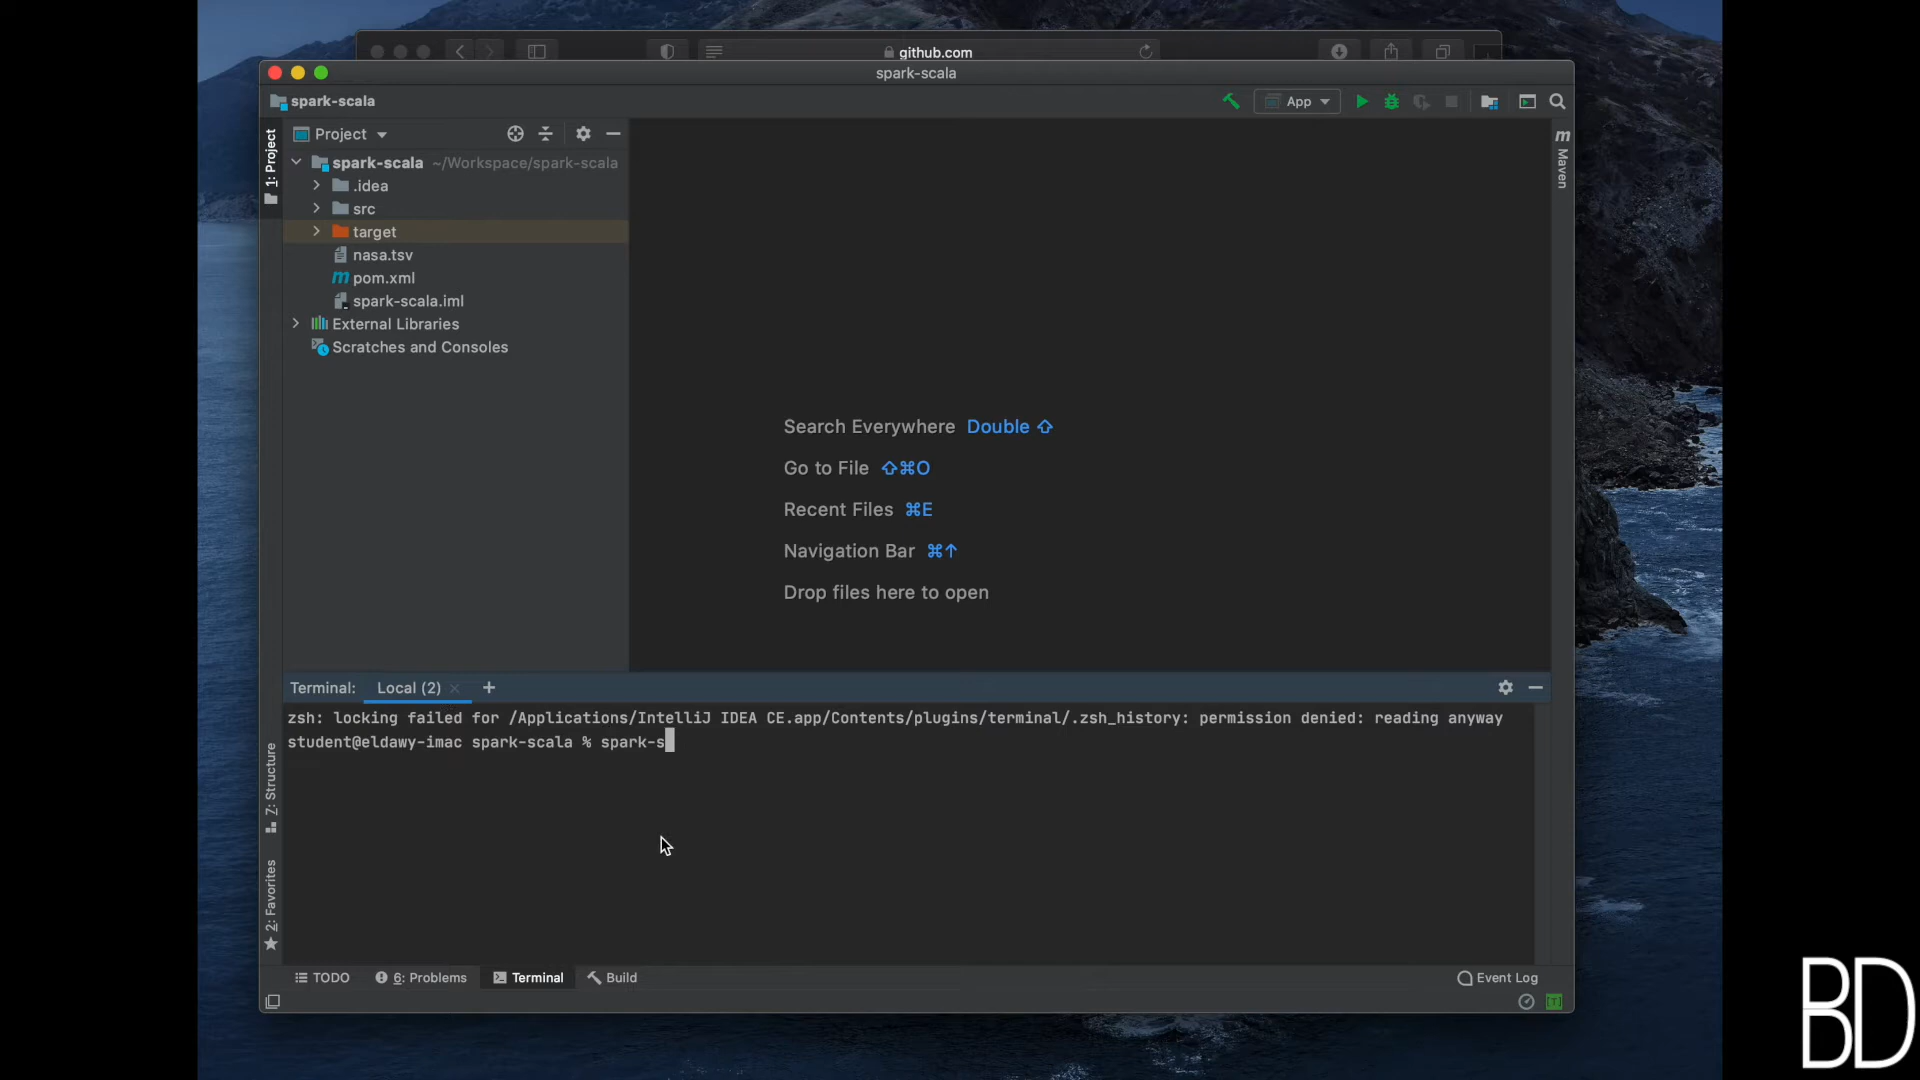 github.com
spark-scala
spark-scala
App
1: Project
Project
Maven
spark-scala ~/Workspace/spark-scala
.idea
src
target
nasa.tsv
pom.xml
spark-scala.iml
External Libraries
Scratches and Consoles
Search Everywhere Double ⇧
Go to File ⇧⌘O
Recent Files ⌘E
Navigation Bar ⌘↑
Drop files here to open
Terminal: Local (2) +
zsh: locking failed for /Applications/IntelliJ IDEA CE.app/Contents/plugins/terminal/.zsh_history: permission denied: reading anyway
student@eldawy-imac spark-scala % spark-s
7: Structure
2: Favorites
TODO 6: Problems Terminal Build Event Log
BD